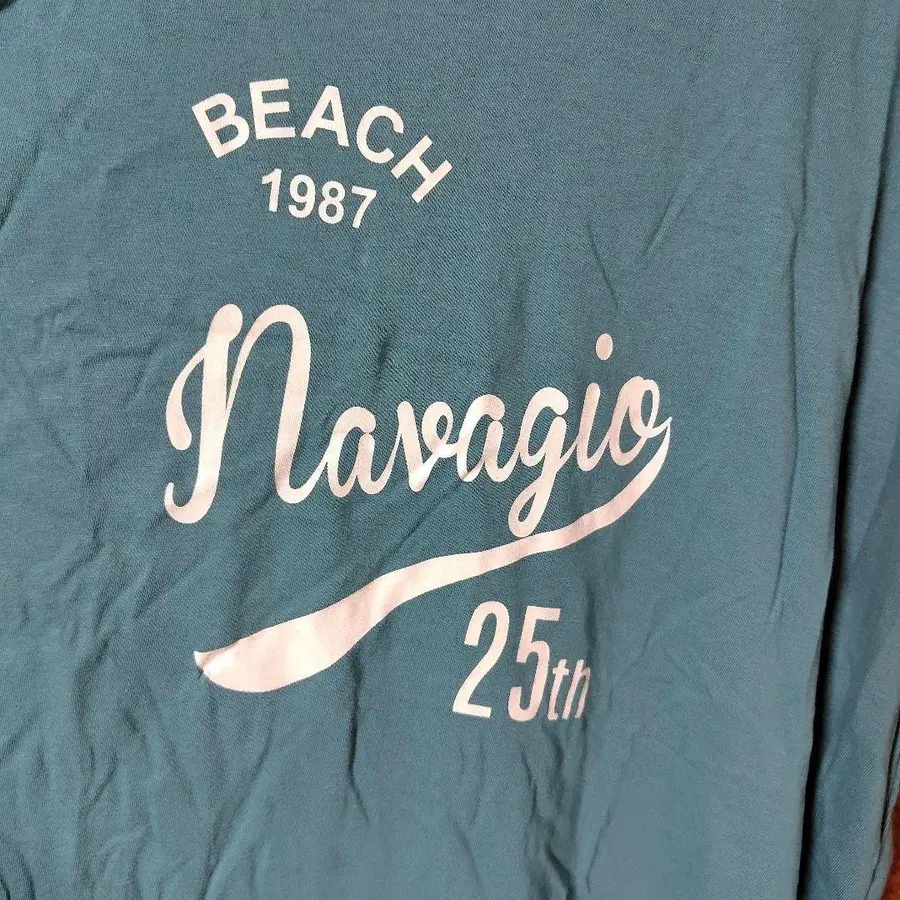 BEACH
1987
Navagio
25th